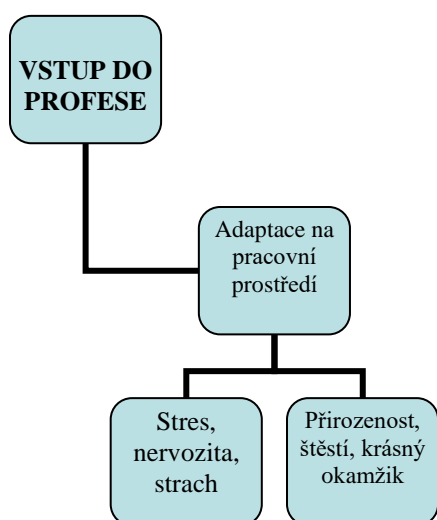 VSTUP DO
PROFESE
Adaptace na
pracovní
prostředí
Stres,
nervozita,
strach
Přirozenost,
štěstí, krásný
okamžik